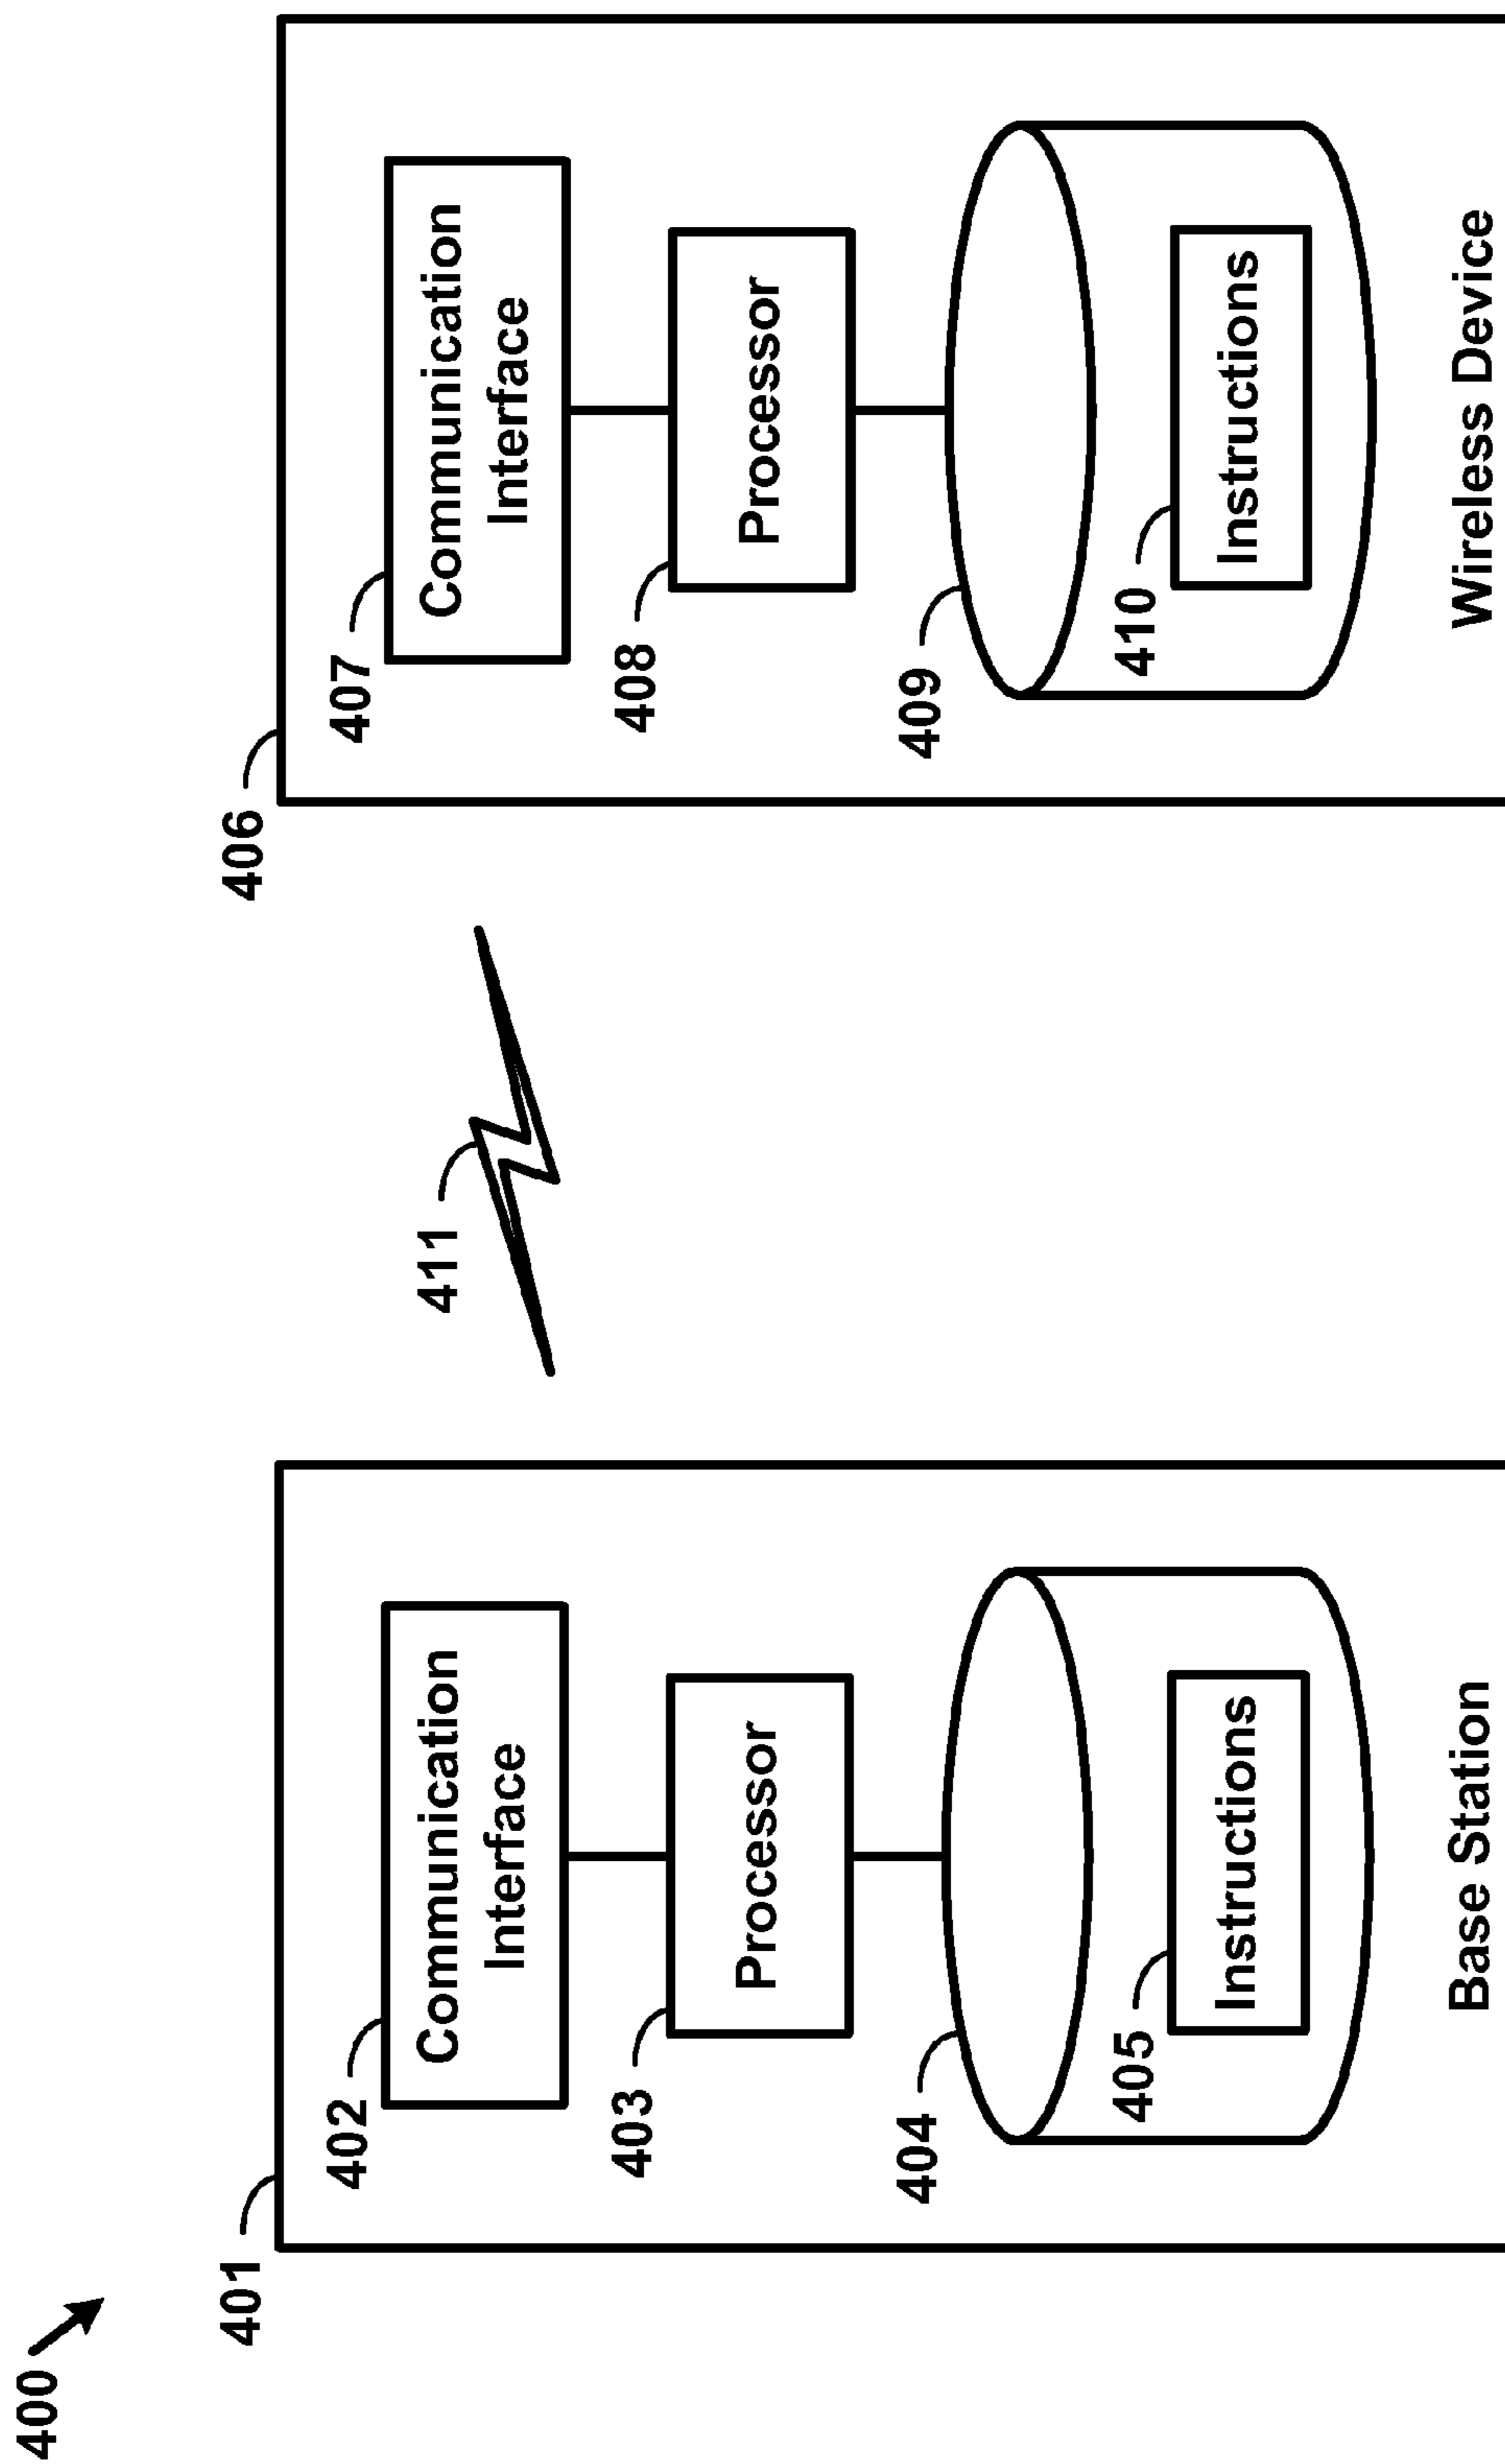 400
401
402
Communication
Interface
403
Processor
404
405
Instructions
Base Station
411
406
407
Communication
Interface
408
Processor
409
410
Instructions
Wireless Device